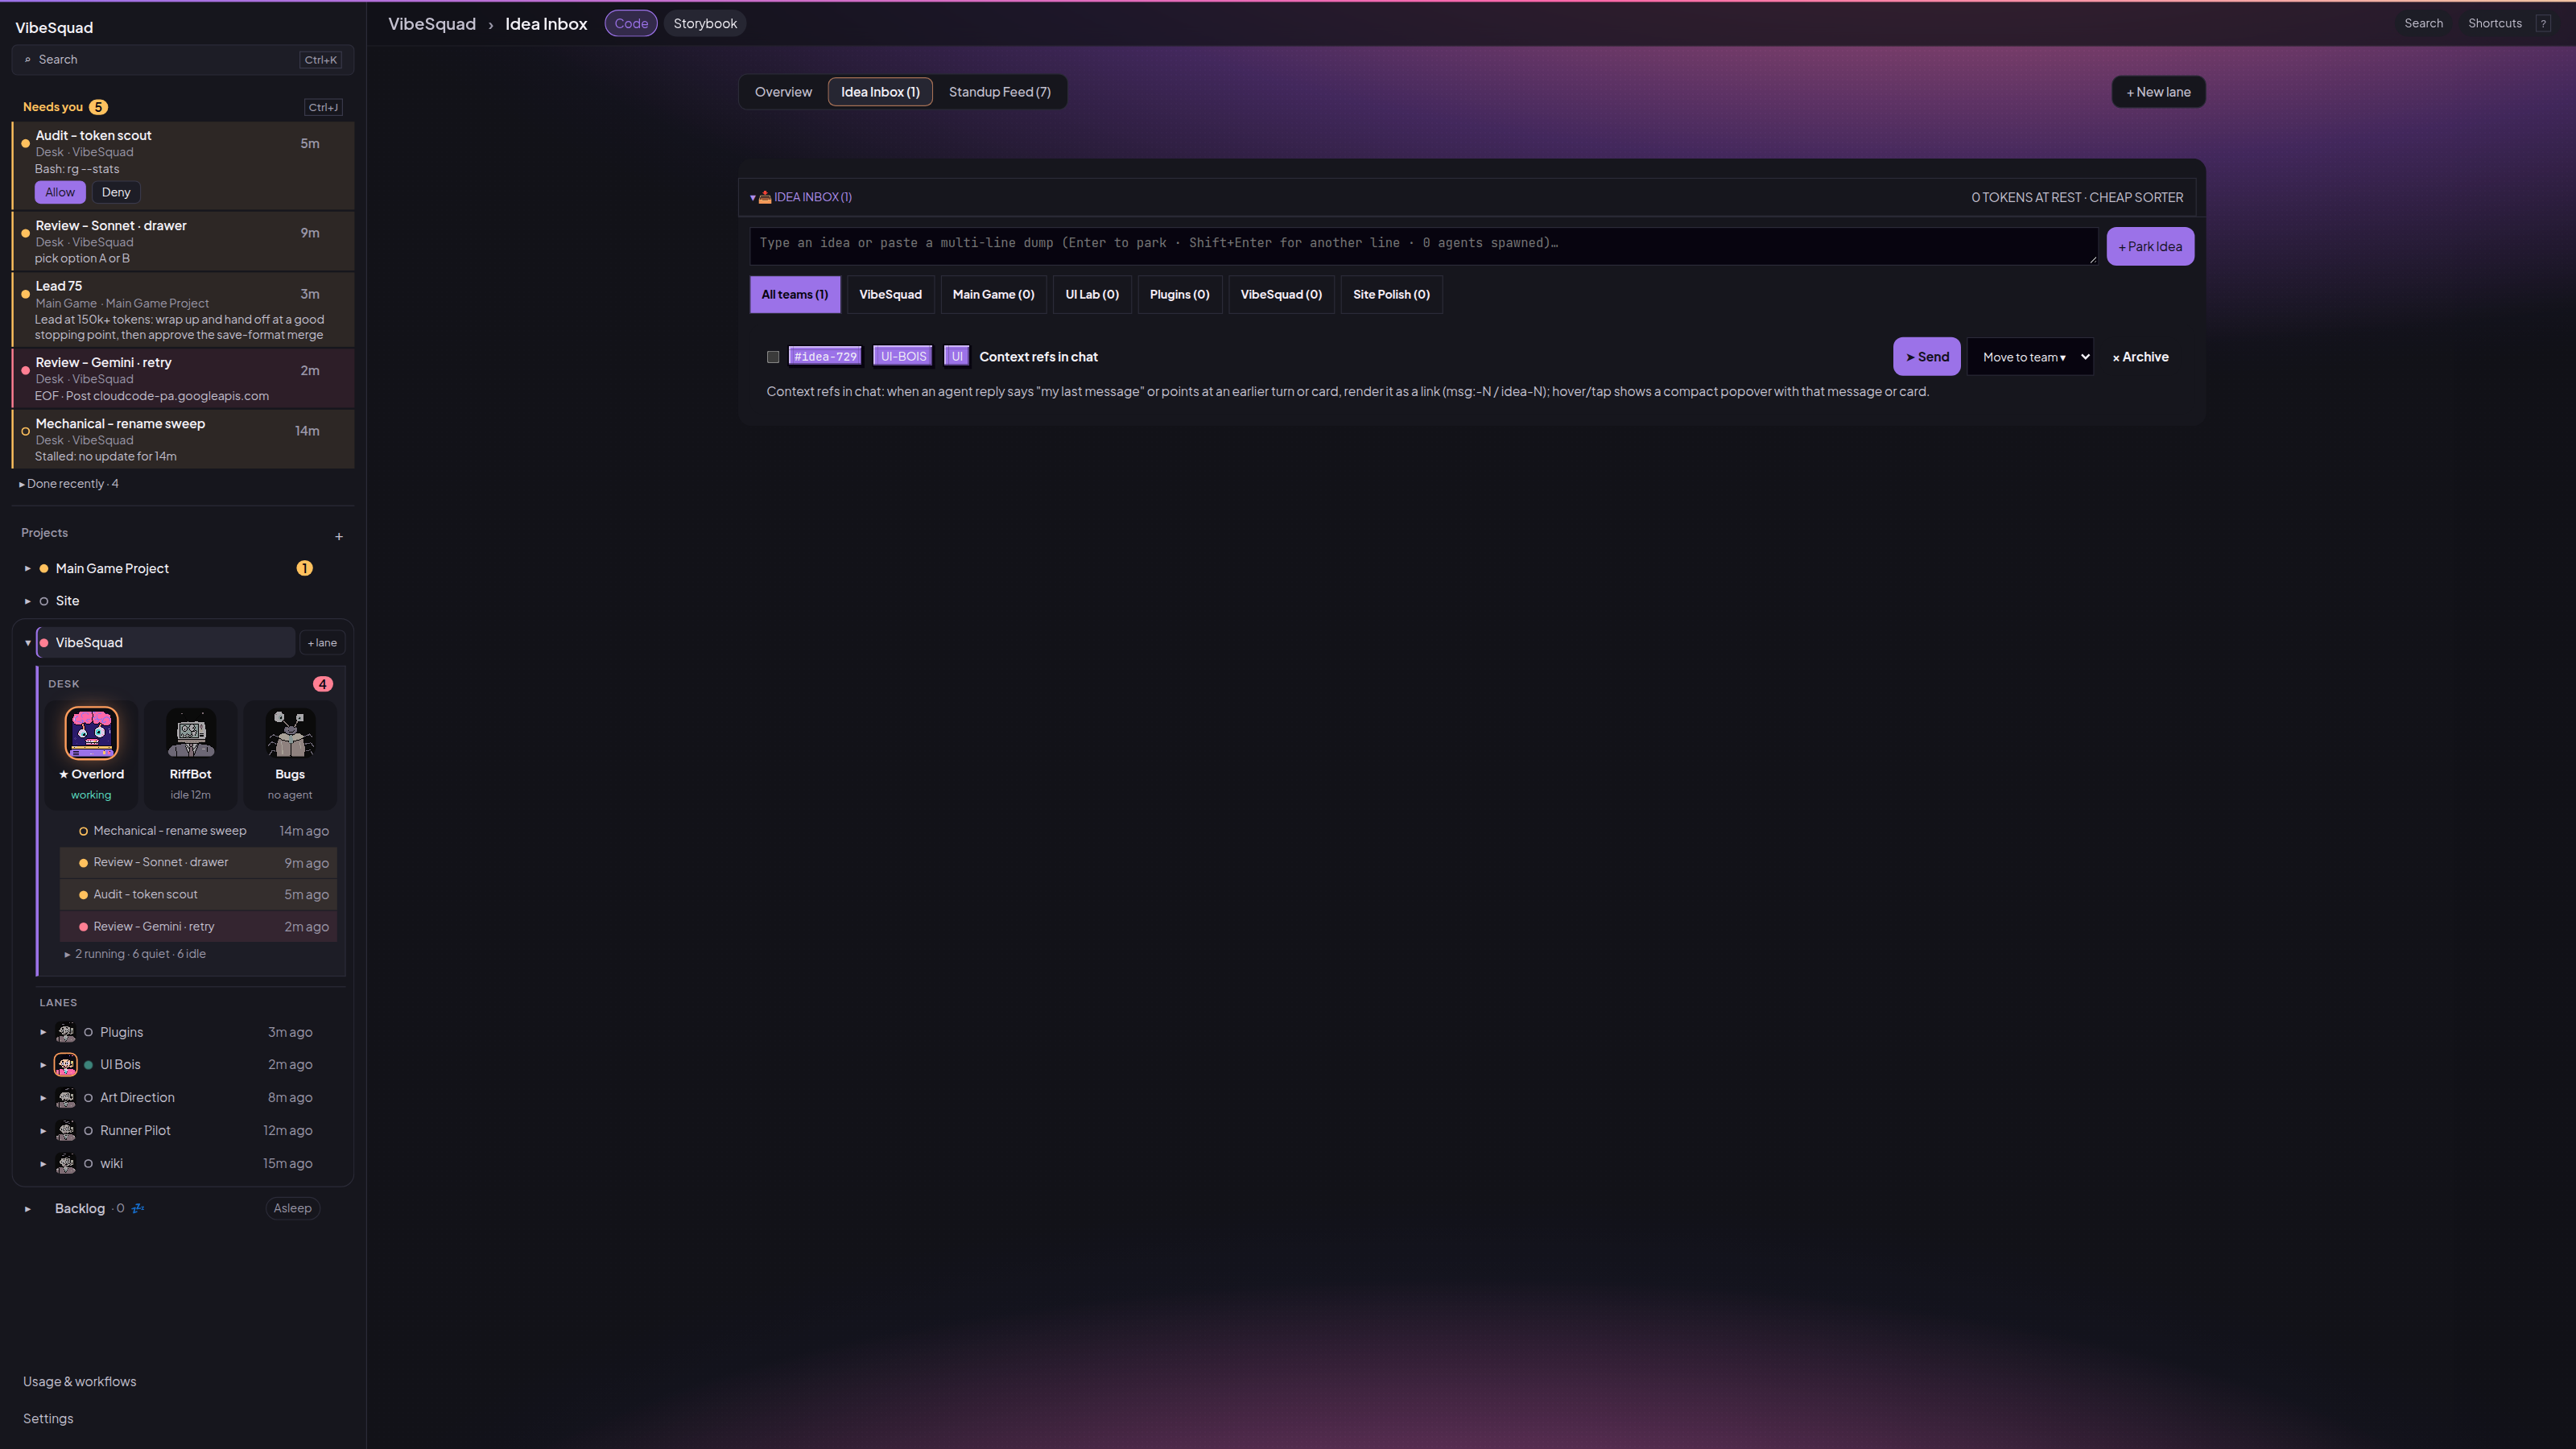 VibeSquad
Search Ctrl+K
Needs you 5 Ctrl+J
Audit – token scout 5m
Desk · VibeSquad
Bash: rg --stats
Allow Deny
Review – Sonnet · drawer 9m
Desk · VibeSquad
pick option A or B
Lead 75 3m
Main Game · Main Game Project
Lead at 150k+ tokens: wrap up and hand off at a good
stopping point, then approve the save-format merge
Review – Gemini · retry 2m
Desk · VibeSquad
EOF · Post cloudcode-pa.googleapis.com
Mechanical – rename sweep 14m
Desk · VibeSquad
Stalled: no update for 14m
▸ Done recently · 4
Projects +
▸ Main Game Project 1
▸ Site
▾ VibeSquad + lane
DESK 4
★ Overlord RiffBot Bugs
working idle 12m no agent
Mechanical – rename sweep 14m ago
Review – Sonnet · drawer 9m ago
Audit – token scout 5m ago
Review – Gemini · retry 2m ago
▸ 2 running · 6 quiet · 6 idle
LANES
▸ Plugins 3m ago
▸ UI Bois 2m ago
▸ Art Direction 8m ago
▸ Runner Pilot 12m ago
▸ wiki 15m ago
▸ Backlog · 0 💤 Asleep
Usage & workflows
Settings
VibeSquad › Idea Inbox Code Storybook Search Shortcuts ?
Overview Idea Inbox (1) Standup Feed (7) + New lane
▾ 📥 IDEA INBOX (1) 0 TOKENS AT REST · CHEAP SORTER
Type an idea or paste a multi-line dump (Enter to park · Shift+Enter for another line · 0 agents spawned)… + Park Idea
All teams (1) VibeSquad Main Game (0) UI Lab (0) Plugins (0) VibeSquad (0) Site Polish (0)
#idea-729 UI-BOIS UI Context refs in chat ➤ Send Move to team ▾ × Archive
Context refs in chat: when an agent reply says "my last message" or points at an earlier turn or card, render it as a link (msg:-N / idea-N); hover/tap shows a compact popover with that message or card.